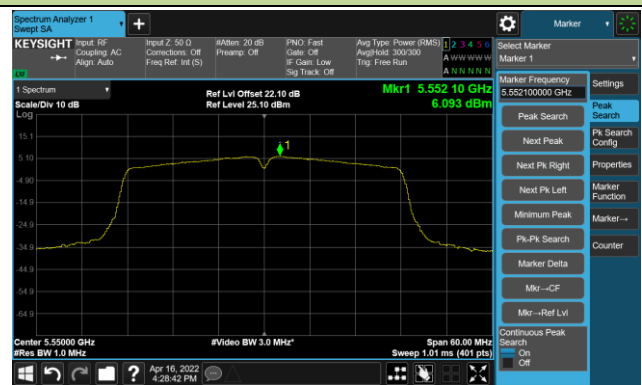 Spectrum Analyzer 1
Swept SA
+
Marker
KEYSIGHT
Input: RF
Coupling: AC
Align: Auto
Input Z: 50 Ω
Corrections: Off
Freq Ref: Int (S)
#Atten: 20 dB
Preamp: Off
PNO: Fast
Gate: Off
IF Gain: Low
Sig Track: Off
Avg Type: Power (RMS)
Avg|Hold: 300/300
Trig: Free Run
1 2 3 4 5 6
A W W W W W
A N N N N N
LXI
Select Marker
Marker 1
1 Spectrum
Scale/Div 10 dB
Log
Ref Lvl Offset 22.10 dB
Ref Level 25.10 dBm
Mkr1 5.552 10 GHz
6.093 dBm
15.1
5.10
-4.90
-14.9
-24.9
-34.9
-44.9
-54.9
-64.9
1
Center 5.55000 GHz
#Res BW 1.0 MHz
#Video BW 3.0 MHz*
Span 60.00 MHz
Sweep 1.01 ms (401 pts)
Marker Frequency
5.552100000 GHz
Peak Search
Next Peak
Next Pk Right
Next Pk Left
Minimum Peak
Pk-Pk Search
Marker Delta
Mkr→CF
Mkr→Ref Lvl
Continuous Peak
Search
On
Off
Settings
Peak
Search
Pk Search
Config
Properties
Marker
Function
Marker→
Counter
?
Apr 16, 2022
4:28:42 PM